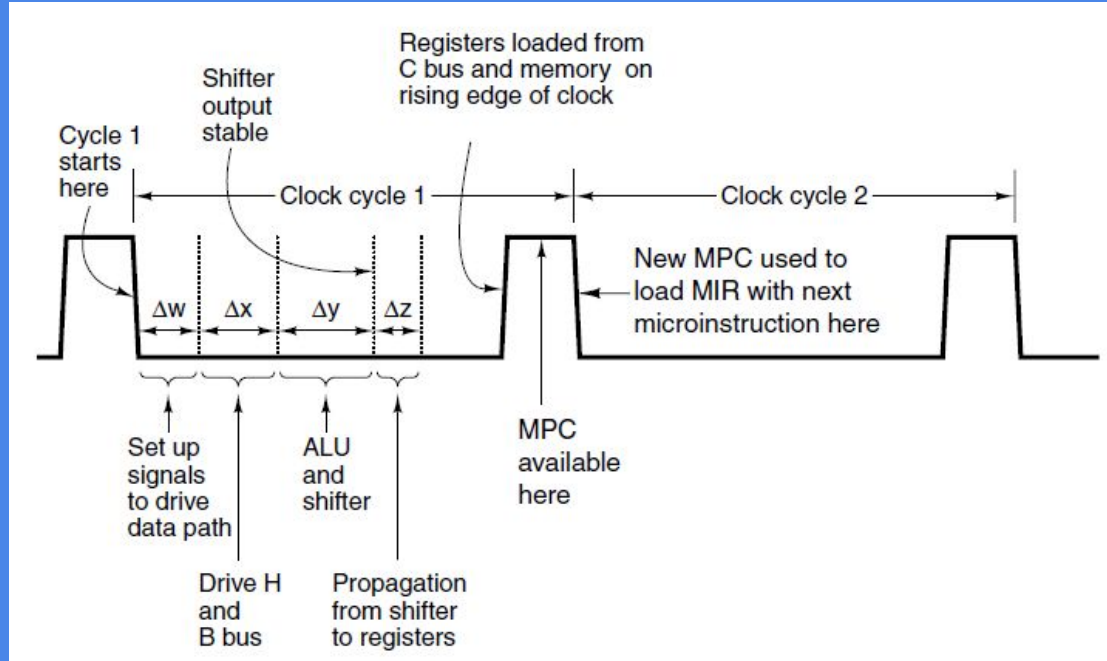 Registers loaded from
C bus and memory on
rising edge of clock
Shifter
output
stable
Cycle 1
starts
here
Clock cycle 1
Clock cycle 2
New MPC used to
load MIR with next
microinstruction here
Δw
Δx
Δy
Δz
Set up
signals
to drive
data path
ALU
and
shifter
MPC
available
here
Drive H
and
B bus
Propagation
from shifter
to registers